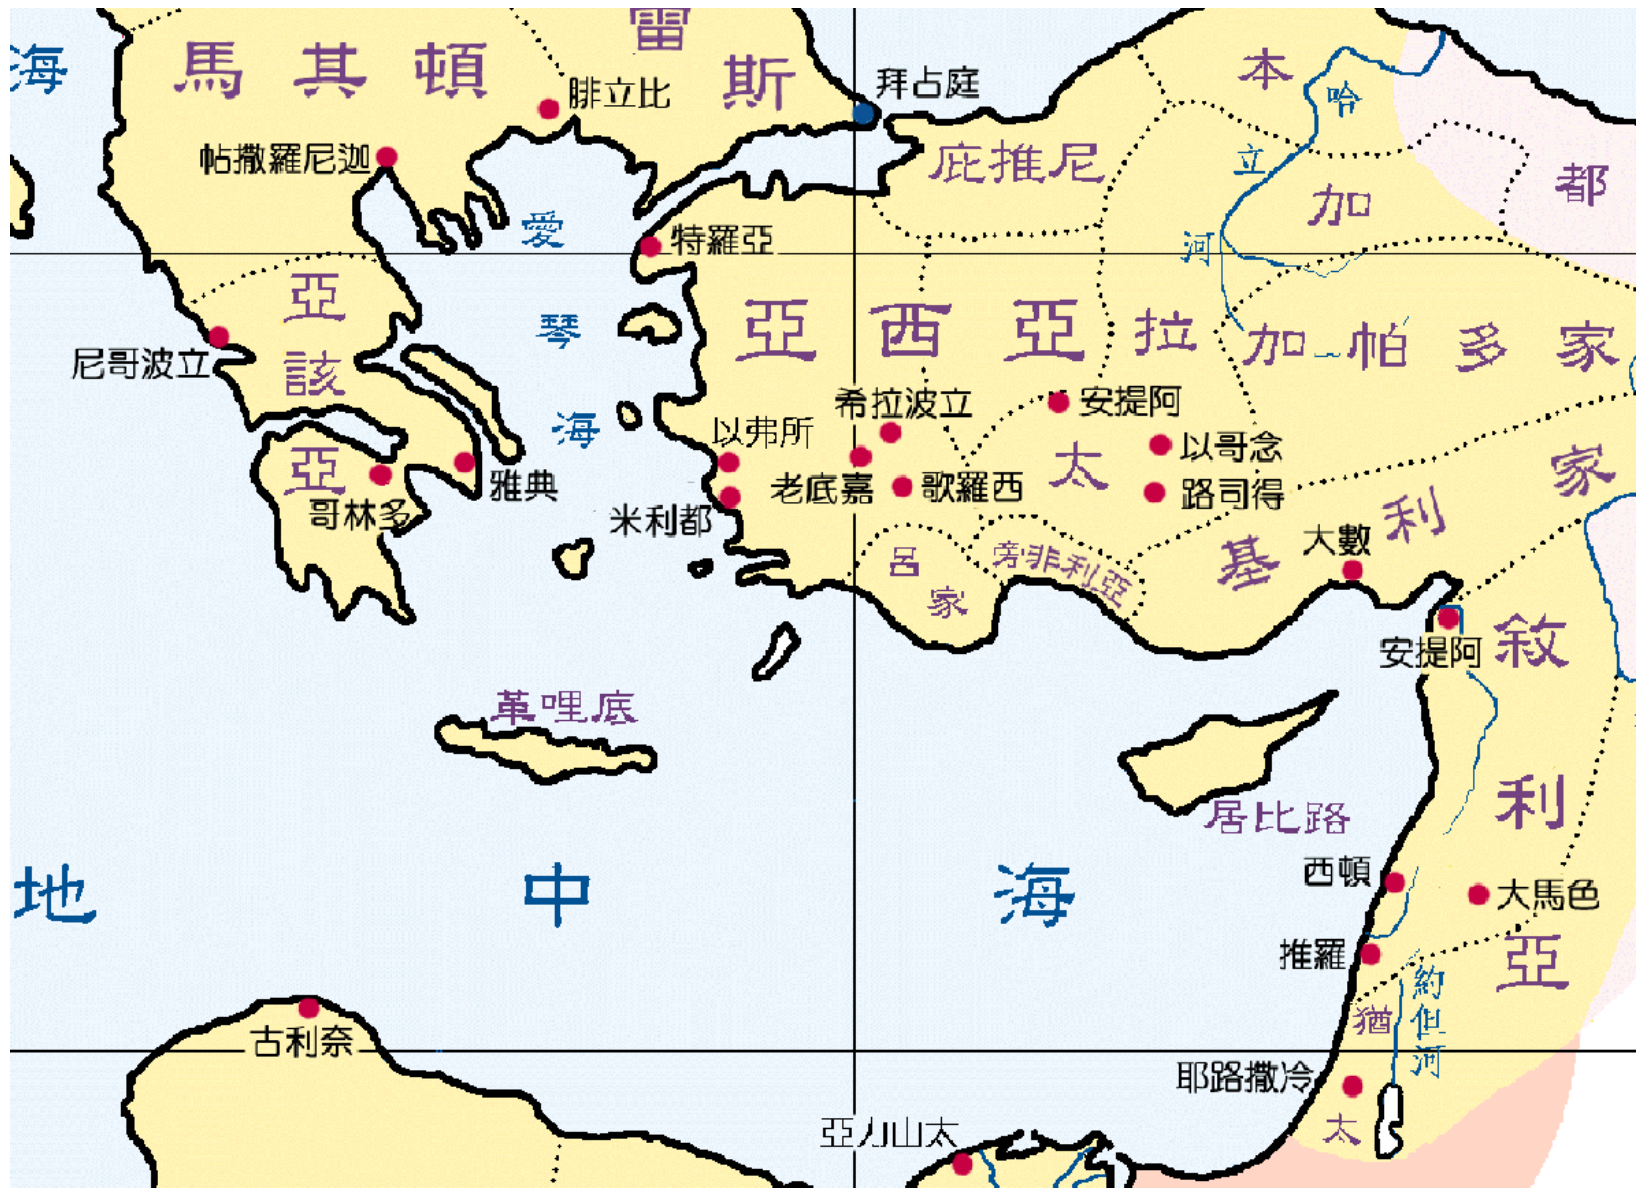 海
馬其頓
雷
斯
腓立比
拜占庭
帖撒羅尼迦
本
哈
立
河
都
庇推尼
加
愛
琴
海
特羅亞
亞
該
亞
亞西亞
拉
加帕多家
尼哥波立
希拉波立
安提阿
以弗所
以哥念
太
家
雅典
老底嘉
歌羅西
路司得
利
哥林多
米利都
大數
基
呂
家
旁非利亞
安提阿
敘
利
亞
革哩底
居比路
西頓
大馬色
地中海
推羅
約
但
河
猶
太
古利奈
耶路撒冷
亞力山太